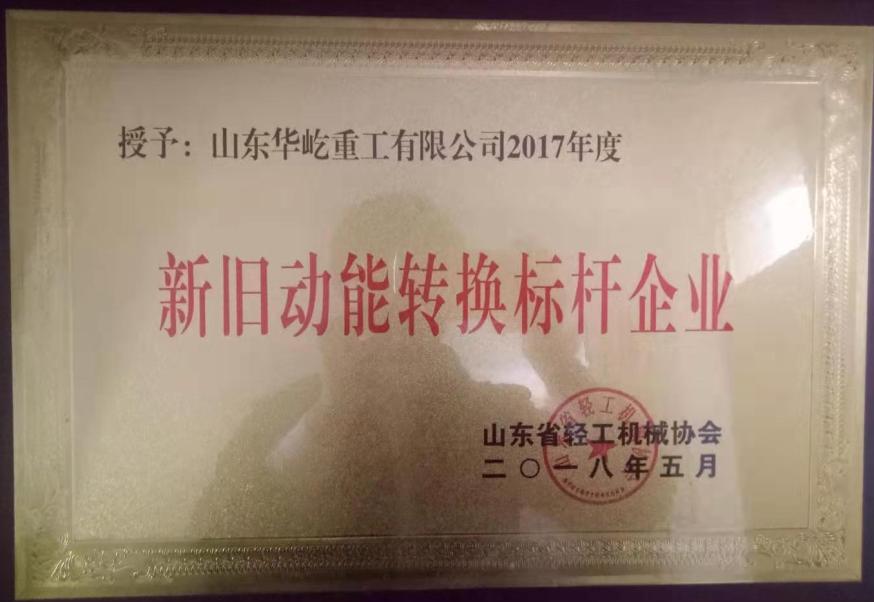 授予：山东华屹重工有限公司2017年度
新旧动能转换标杆企业
山东省轻工机械协会
二〇一八年五月